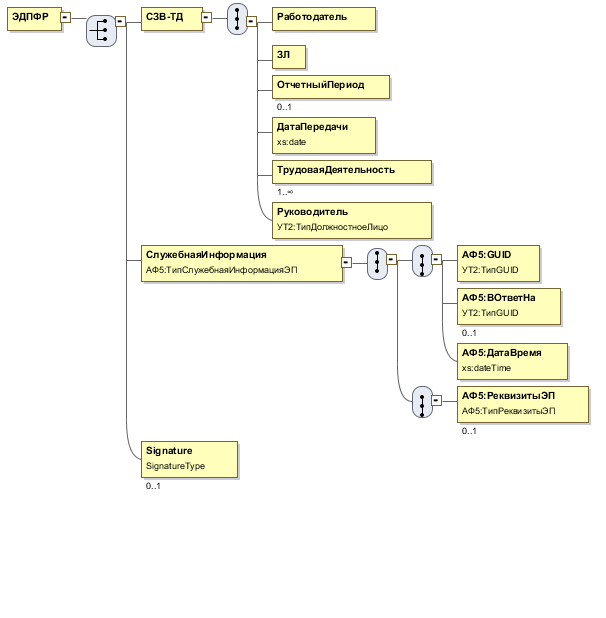 ЭДПФР
СЗВ-ТД
Работодатель
ЗЛ
ОтчетныйПериод
0..1
ДатаПередачи
xs:date
ТрудоваяДеятельность
1..∞
Руководитель
УТ2:ТипДолжностноеЛицо
СлужебнаяИнформация
АФ5:ТипСлужебнаяИнформацияЭП
АФ5:GUID
УТ2:ТипGUID
АФ5:ВОтветНа
УТ2:ТипGUID
0..1
АФ5:ДатаВремя
xs:dateTime
АФ5:РеквизитыЭП
АФ5:ТипРеквизитыЭП
0..1
Signature
SignatureType
0..1